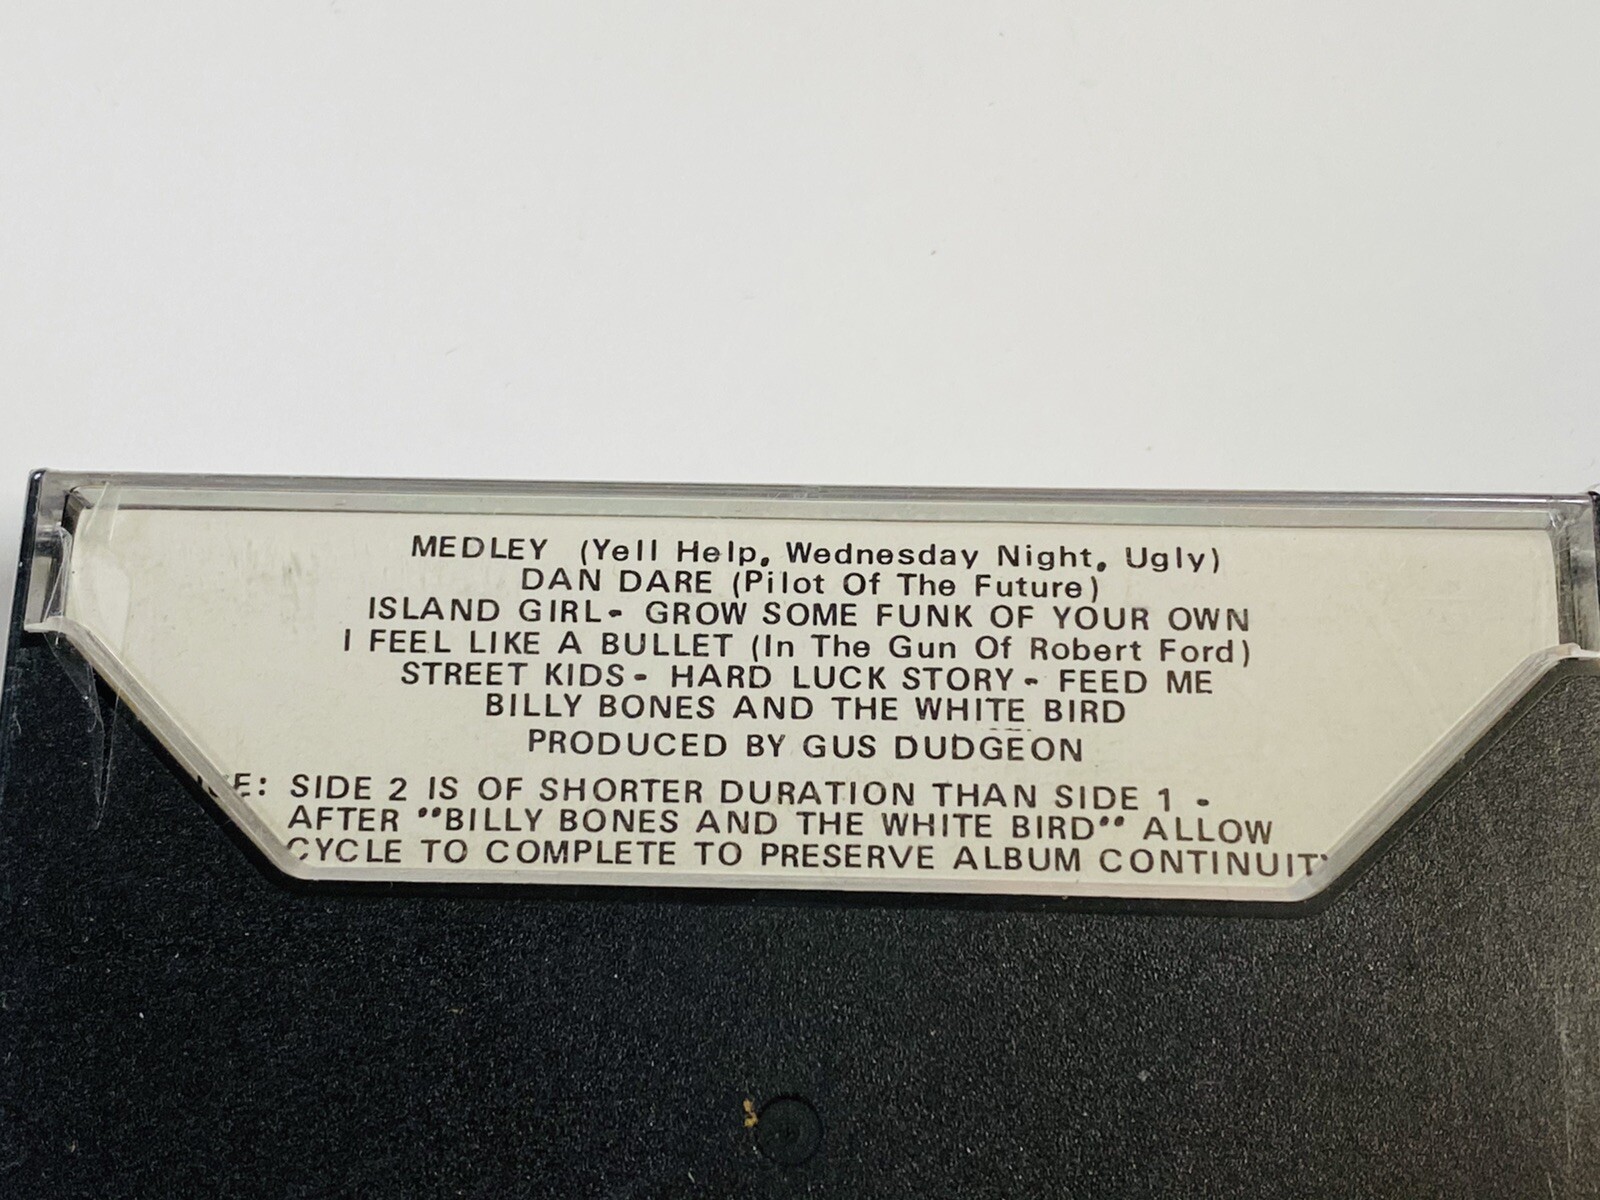 MEDLEY (Yell Help, Wednesday Night, Ugly)
DAN DARE (Pilot Of The Future)
ISLAND GIRL - GROW SOME FUNK OF YOUR OWN
I FEEL LIKE A BULLET (In The Gun Of Robert Ford)
STREET KIDS - HARD LUCK STORY - FEED ME
BILLY BONES AND THE WHITE BIRD
PRODUCED BY GUS DUDGEON
SIDE 2 IS OF SHORTER DURATION THAN SIDE 1 -
AFTER "BILLY BONES AND THE WHITE BIRD" ALLOW
CYCLE TO COMPLETE TO PRESERVE ALBUM CONTINUITY